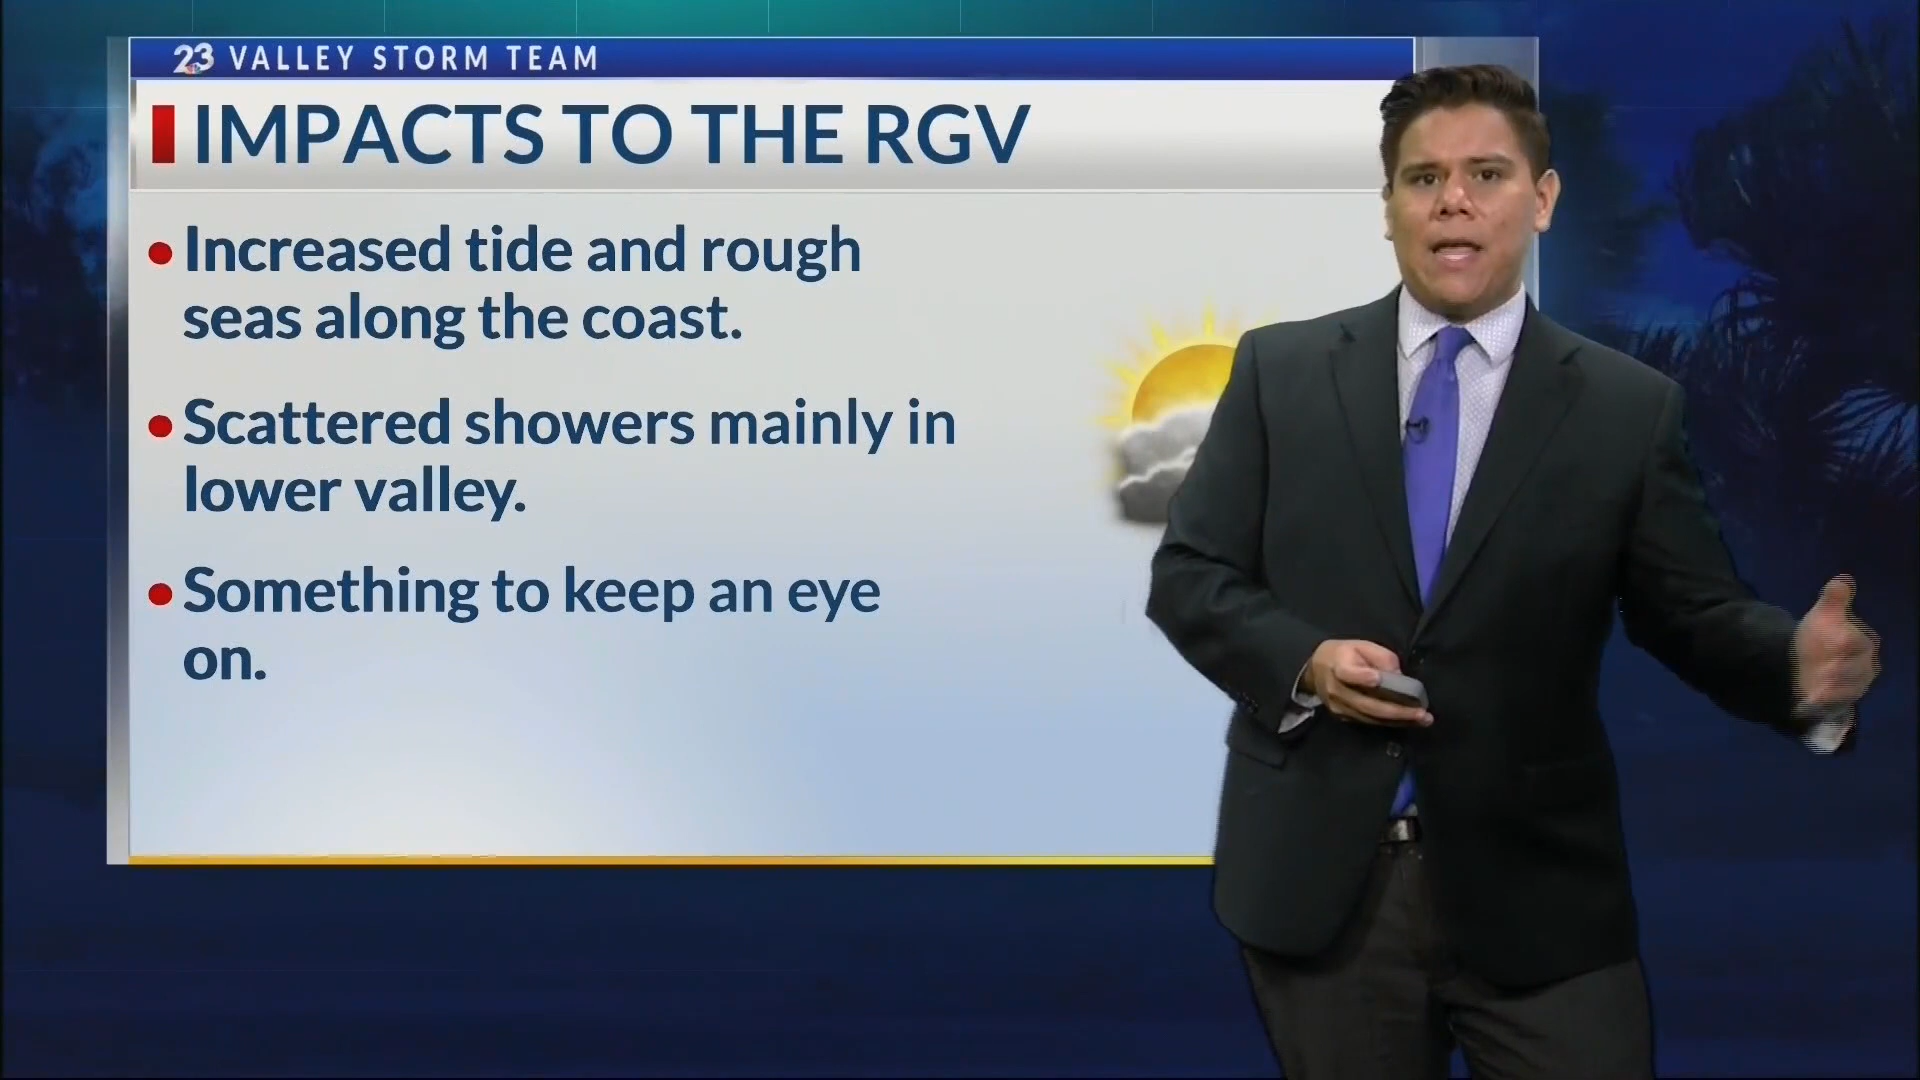 23 VALLEY STORM TEAM
IMPACTS TO THE RGV
• Increased tide and rough
seas along the coast.
• Scattered showers mainly in
lower valley.
• Something to keep an eye
on.